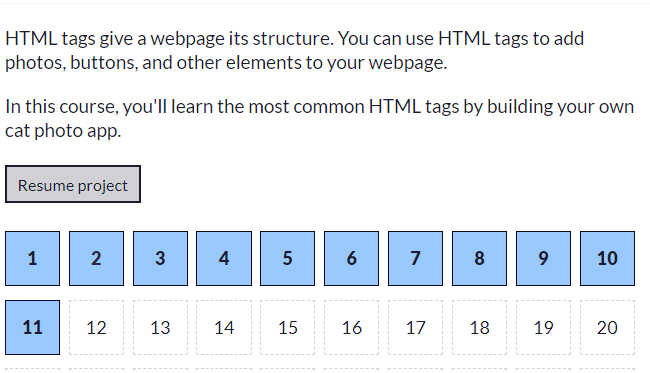 HTML tags give a webpage its structure. You can use HTML tags to add
photos, buttons, and other elements to your webpage.
In this course, you'll learn the most common HTML tags by building your own
cat photo app.
Resume project
1 2 3 4 5 6 7 8 9 10
11 12 13 14 15 16 17 18 19 20